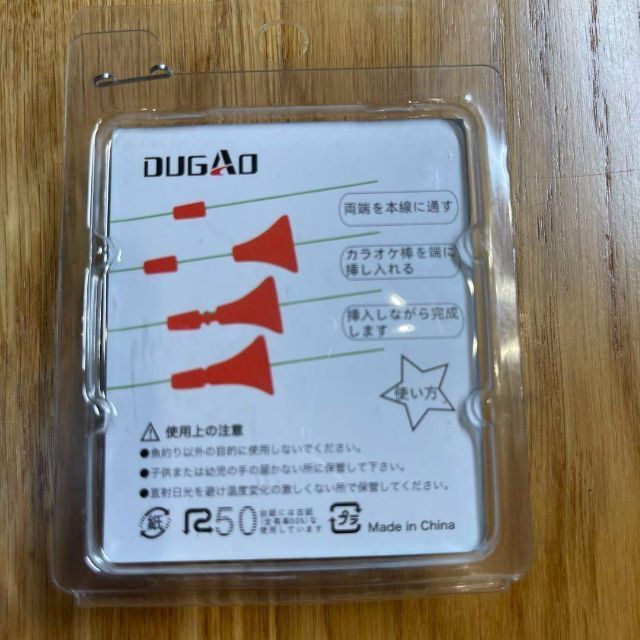 DUGAO
両端を本線に通す
カラオケ棒を端に
挿し入れる
挿入しながら完成
します
使い方
使用上の注意
●魚釣り以外の目的に使用しないでください。
●子供または幼児の手の届かない所に保管して下さい。
●直射日光を避け温度変化の激しくない所で保管してください。
紙
R50
台紙には古紙
使用しています
プラ
Made in China